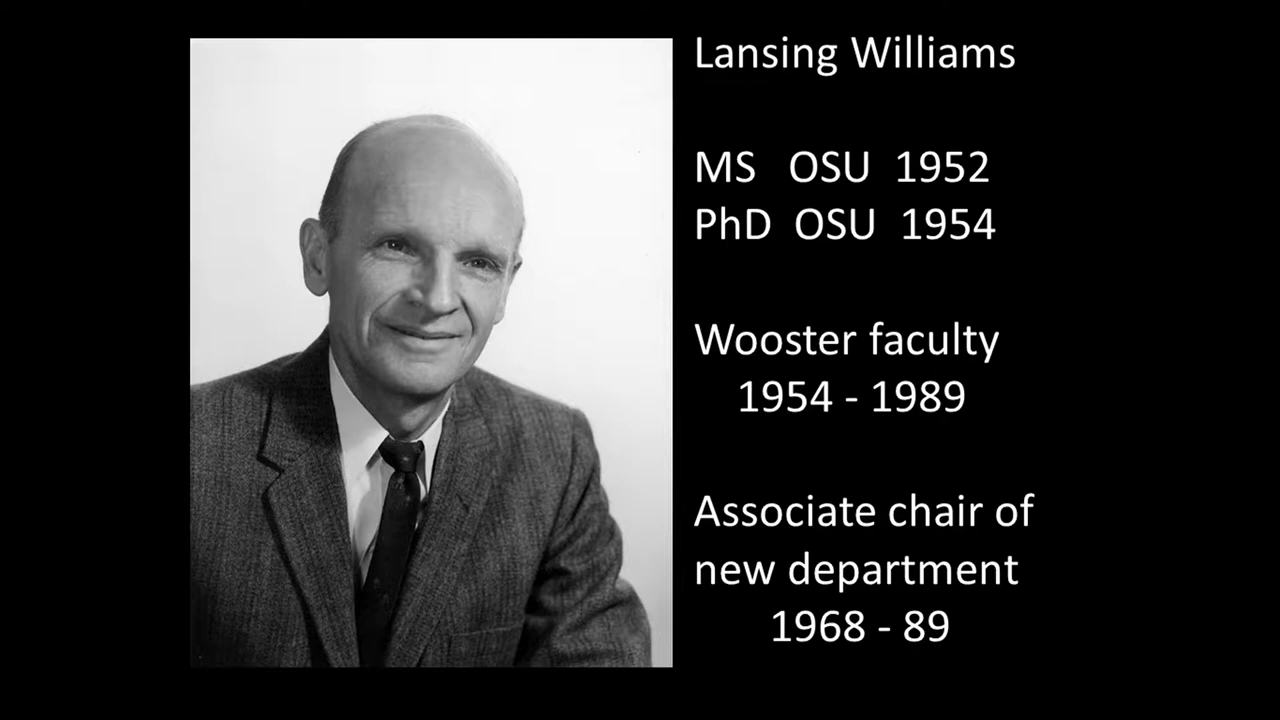 Lansing Williams
MS OSU 1952
PhD OSU 1954
Wooster faculty
1954 - 1989
Associate chair of
new department
1968 - 89